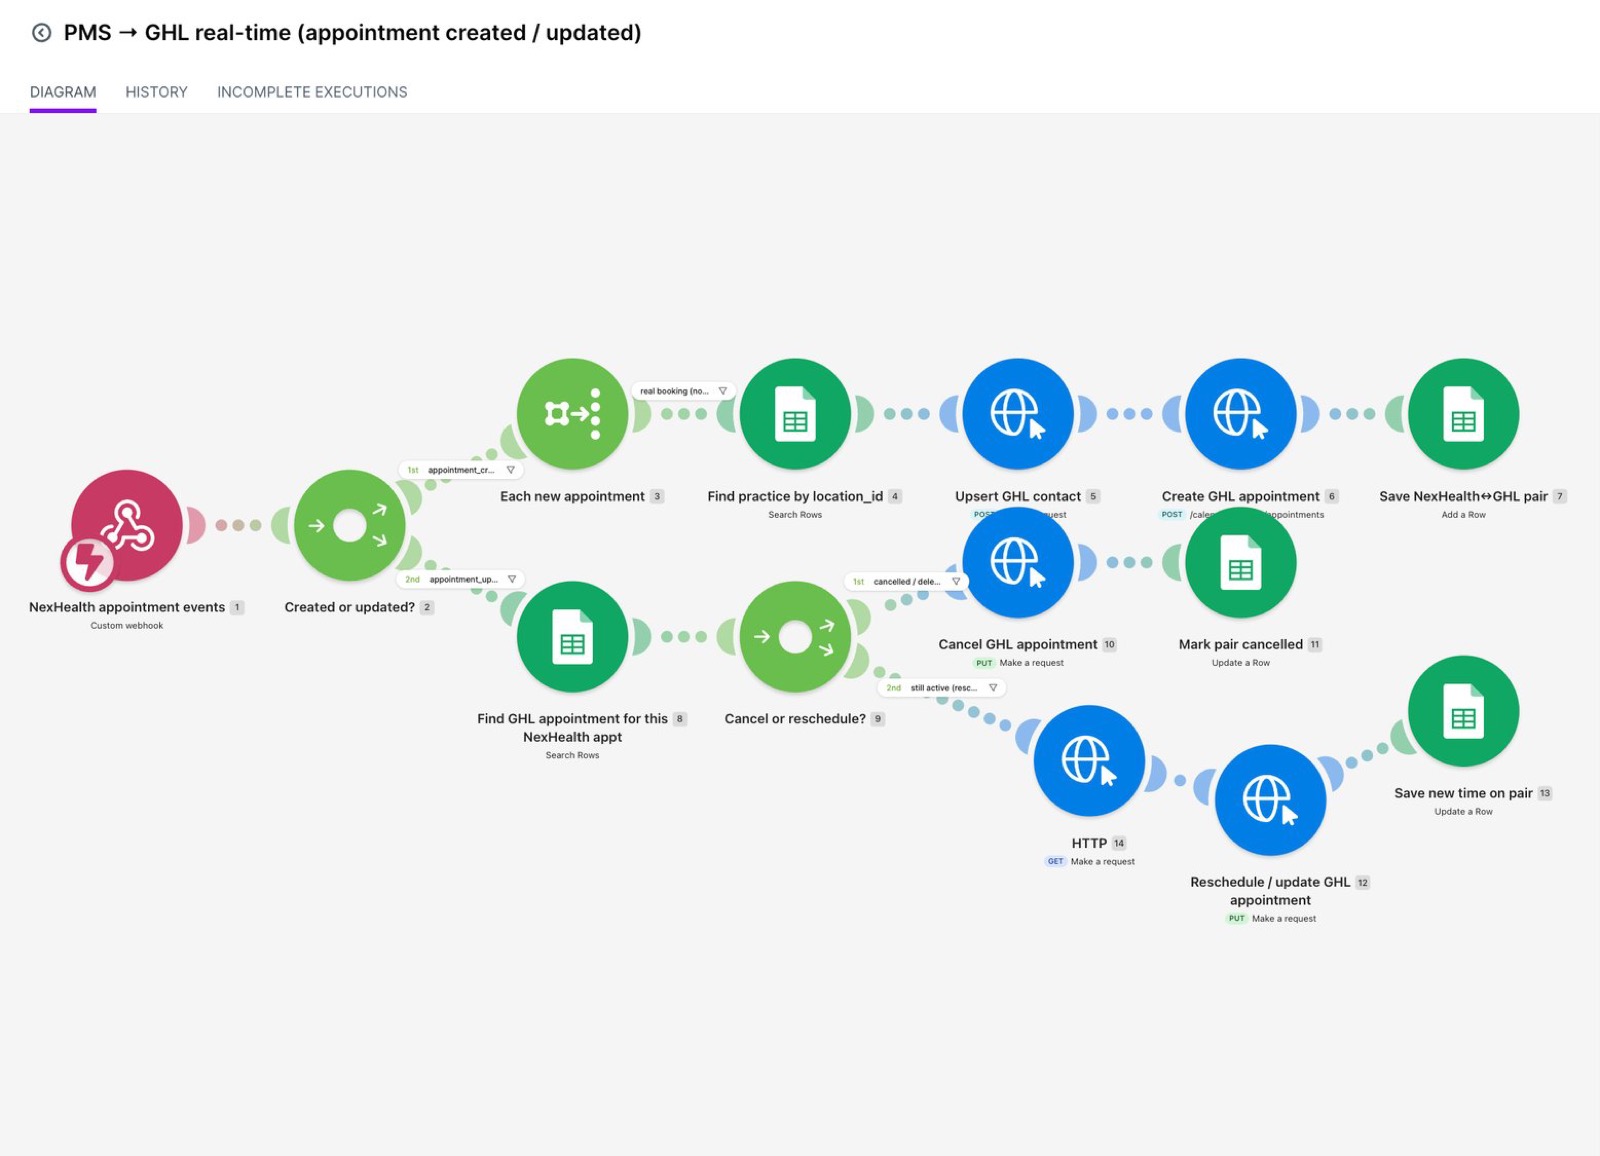 PMS → GHL real-time (appointment created / updated)
DIAGRAM HISTORY INCOMPLETE EXECUTIONS
real booking (no...
1st appointment_cr...
Each new appointment 3
Find practice by location_id 4
Search Rows
Upsert GHL contact 5
POST
Create GHL appointment 6
POST
Save NexHealth↔GHL pair 7
Add a Row
NexHealth appointment events 1
Custom webhook
Created or updated? 2
2nd appointment_up...
1st cancelled / dele...
Cancel GHL appointment 10
PUT Make a request
Mark pair cancelled 11
Update a Row
Find GHL appointment for this 8
NexHealth appt
Search Rows
Cancel or reschedule? 9
2nd still active (resc...
HTTP 14
GET Make a request
Save new time on pair 13
Update a Row
Reschedule / update GHL 12
appointment
PUT Make a request